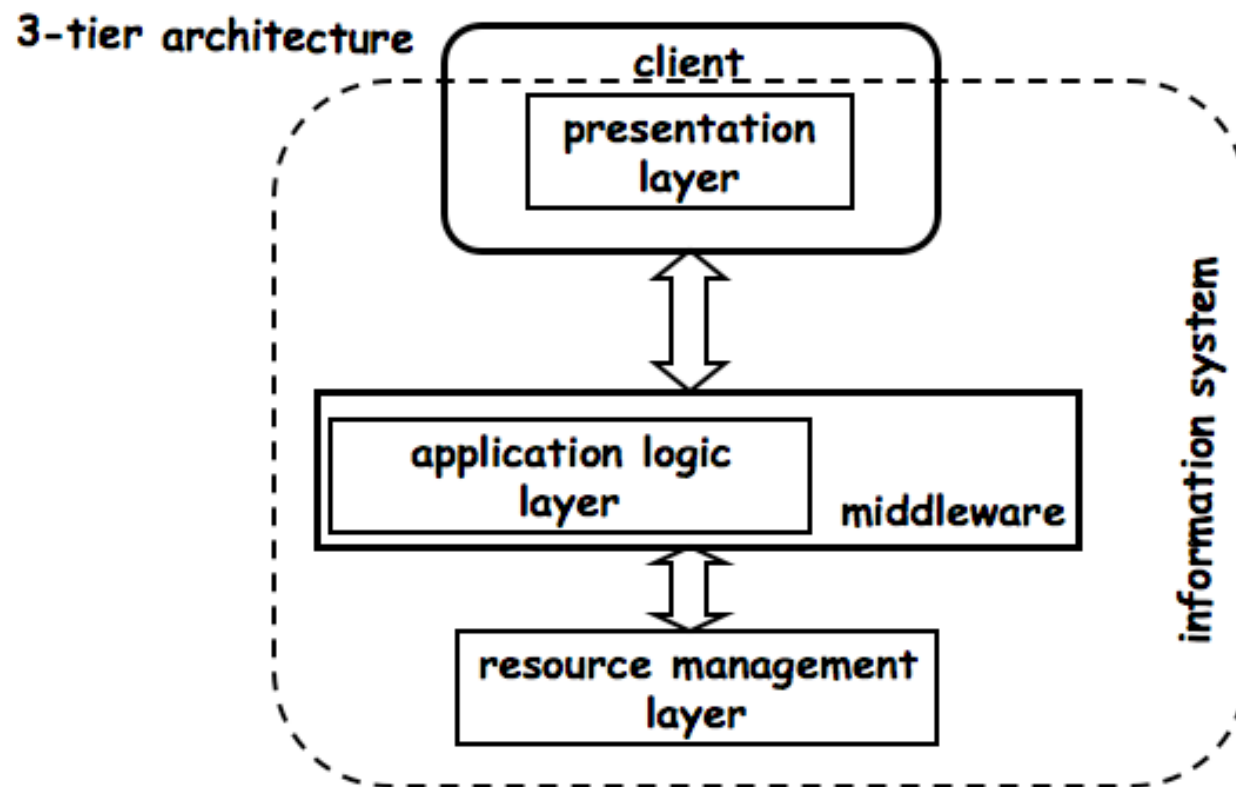 3-tier architecture
client
presentation
layer
application logic
layer
middleware
information system
resource management
layer